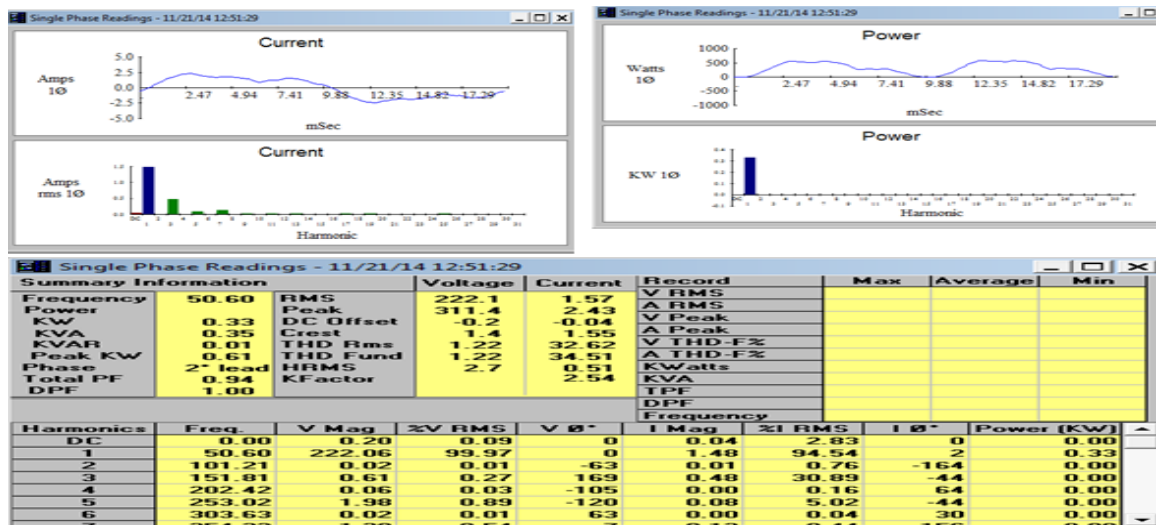 Single Phase Readings - 11/21/14 12:51:29
Current
Amps
1Ø
5.0
2.5
0.0
-2.5
-5.0
2.47 4.94 7.41 9.88 12.35 14.82 17.29
mSec
Current
Amps
rms 1Ø
Harmonic
Single Phase Readings - 11/21/14 12:51:29
Power
Watts
1Ø
1000
500
0
-500
-1000
2.47 4.94 7.41 9.88 12.35 14.82 17.29
mSec
Power
KW 1Ø
0.4
0.3
0.2
0.1
0.0
-0.1
Harmonic
Single Phase Readings - 11/21/14 12:51:29
Summary Information Voltage Current Record Max Average Min
Frequency 50.60 RMS 222.1 1.57 V RMS
Power Peak 311.4 2.43 A RMS
KW 0.33 DC Offset -0.2 -0.04 V Peak
KVA 0.35 Crest 1.4 1.55 A Peak
KVAR 0.01 THD Rms 1.22 32.62 V THD-F%
Peak KW 0.61 THD Fund 1.22 34.51 A THD-F%
Phase 2° lead HRMS 2.7 0.51 KWatts
Total PF 0.94 KFactor 2.54 KVA
DPF 1.00 TPF
DPF
Frequency
Harmonics Freq. V Mag %V RMS V Ø° I Mag %I RMS I Ø° Power (KW)
DC 0.00 0.20 0.09 0 0.04 2.83 0 0.00
1 50.60 222.06 99.97 0 1.48 94.54 2 0.33
2 101.21 0.02 0.01 -63 0.01 0.76 -164 0.00
3 151.81 0.61 0.27 169 0.48 30.89 -44 0.00
4 202.42 0.06 0.03 -105 0.00 0.16 64 0.00
5 253.02 1.98 0.89 -120 0.08 5.02 -44 0.00
6 303.63 0.02 0.01 63 0.00 0.04 30 0.00